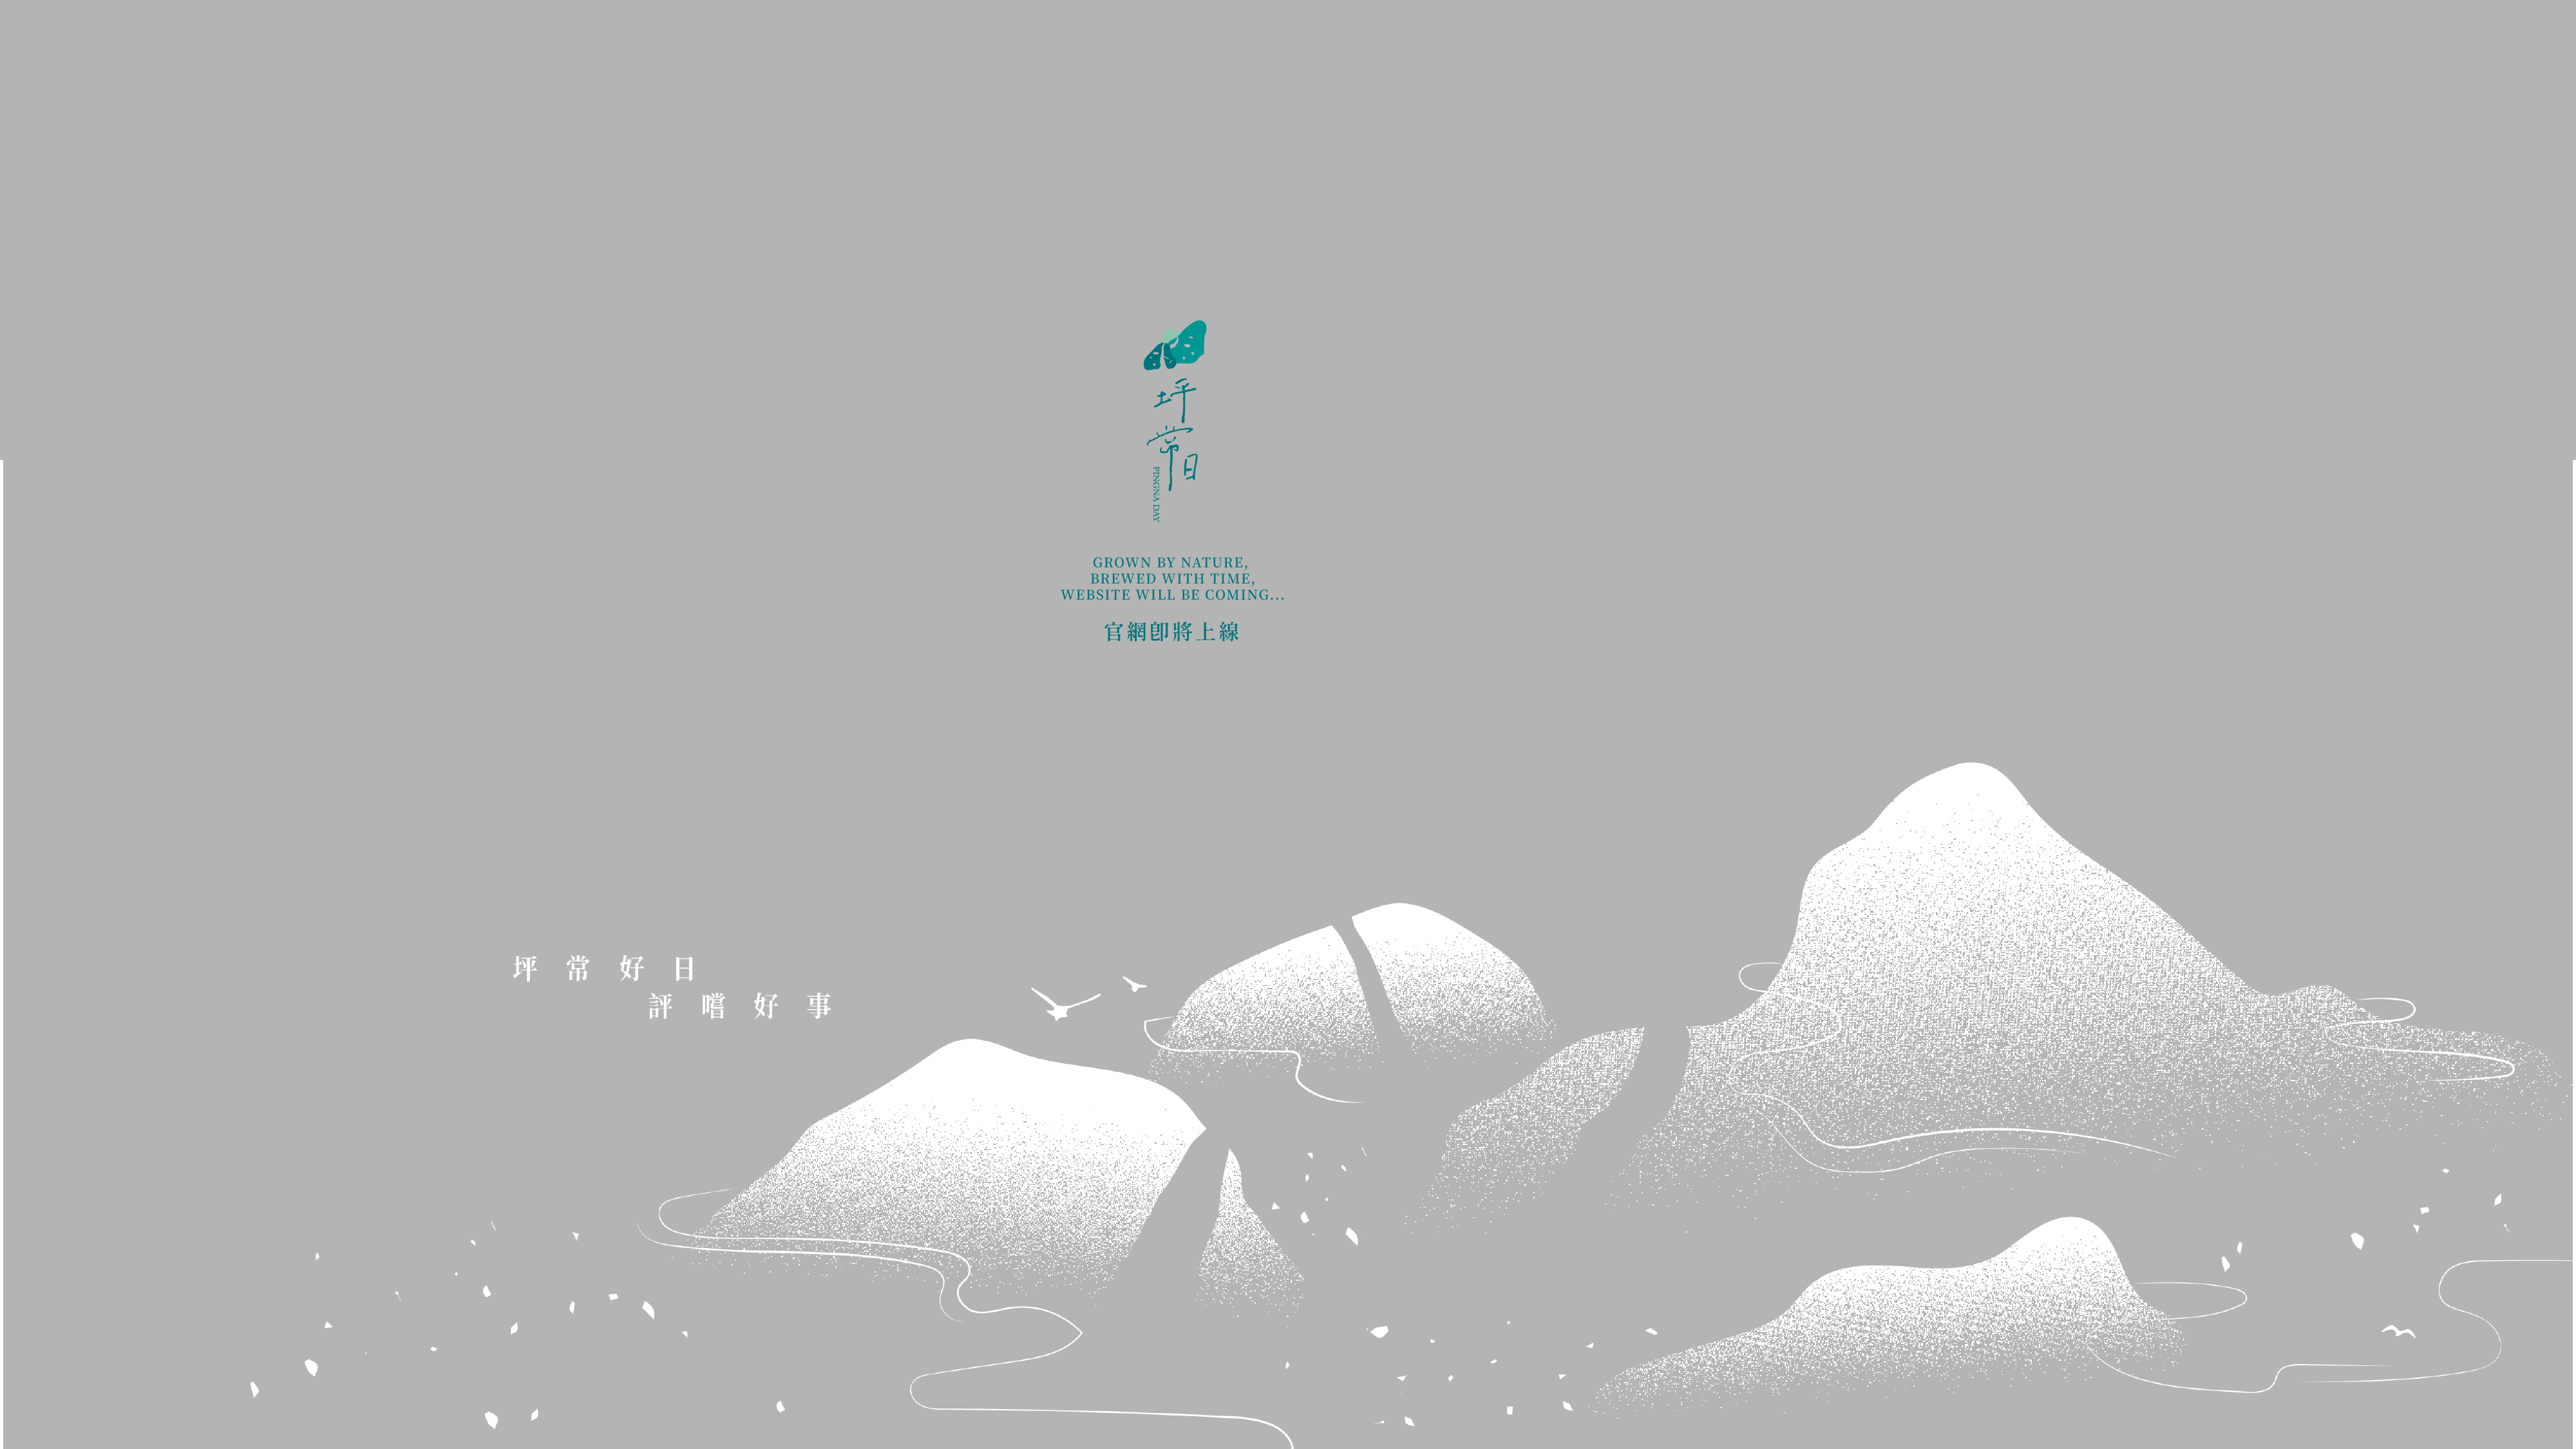 坪常日
PINGNA DAY
GROWN BY NATURE,
BREWED WITH TIME,
WEBSITE WILL BE COMING...
官網即將上線
坪常好日
評嚐好事